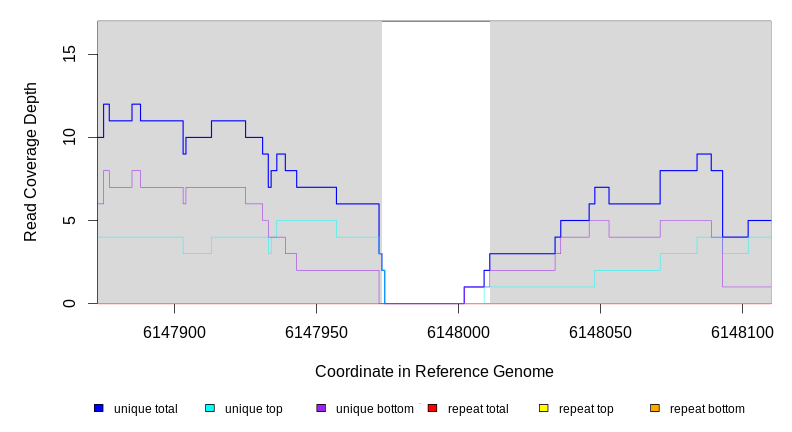 15
10
5
0
Read Coverage Depth
6147900
6147950
6148000
6148050
6148100
Coordinate in Reference Genome
unique total
unique top
unique bottom
repeat total
repeat top
repeat bottom